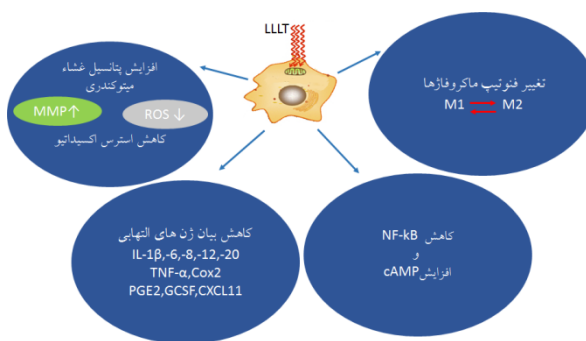 LLLT
افزایش پتانسیل غشاء
میتوکندری
MMP↑
ROS ↓
کاهش استرس اکسیداتیو
تغییر فنوتیپ ماکروفاژها
M1 M2
کاهش بیان ژن های التهابی
IL-1β,-6,-8,-12,-20
TNF-α,Cox2
PGE2,GCSF,CXCL11
کاهش NF-kB
و
افزایش cAMP